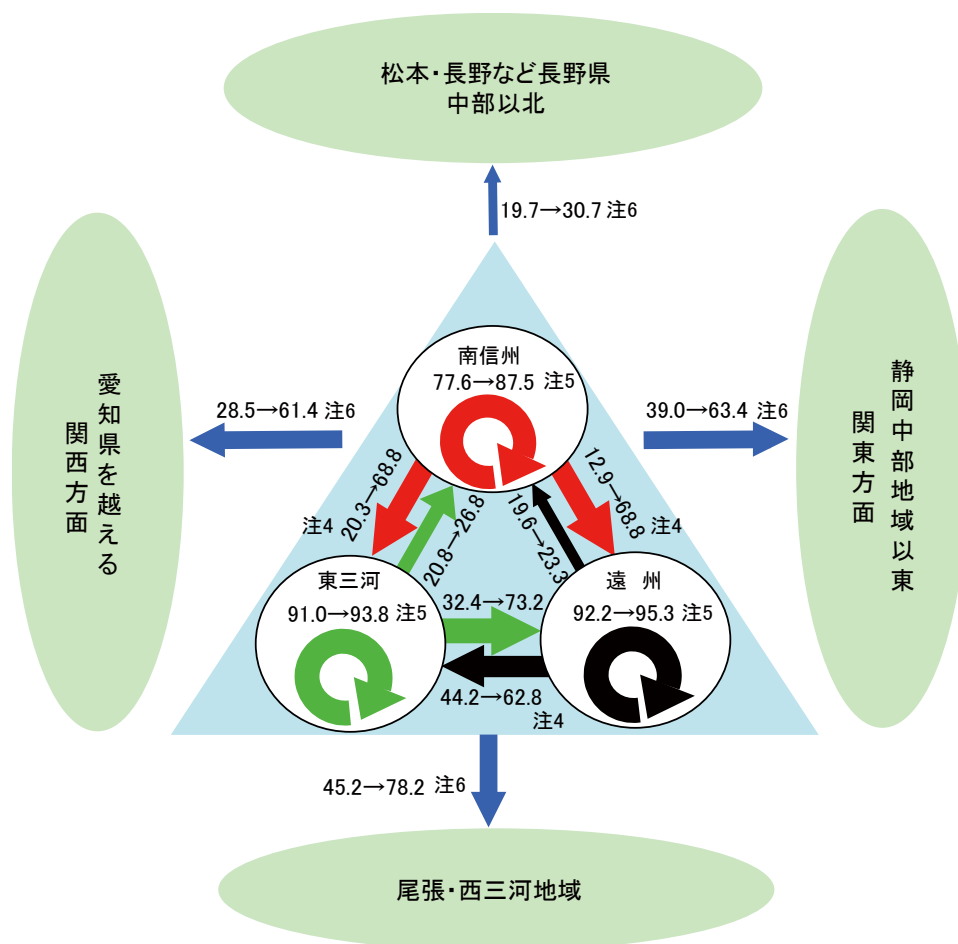 松本・長野など長野県
中部以北
19.7→30.7 注6
愛知県を越える
関西方面
28.5→61.4 注6
南信州
77.6→87.5 注5
39.0→63.4 注6
静岡中部地域以東
関東方面
20.3→68.8
注4
20.8→26.8
19.6→23.3
12.9→68.8
注4
東三河
91.0→93.8 注5
32.4→73.2
44.2→62.8
注4
遠 州
92.2→95.3 注5
45.2→78.2 注6
尾張・西三河地域